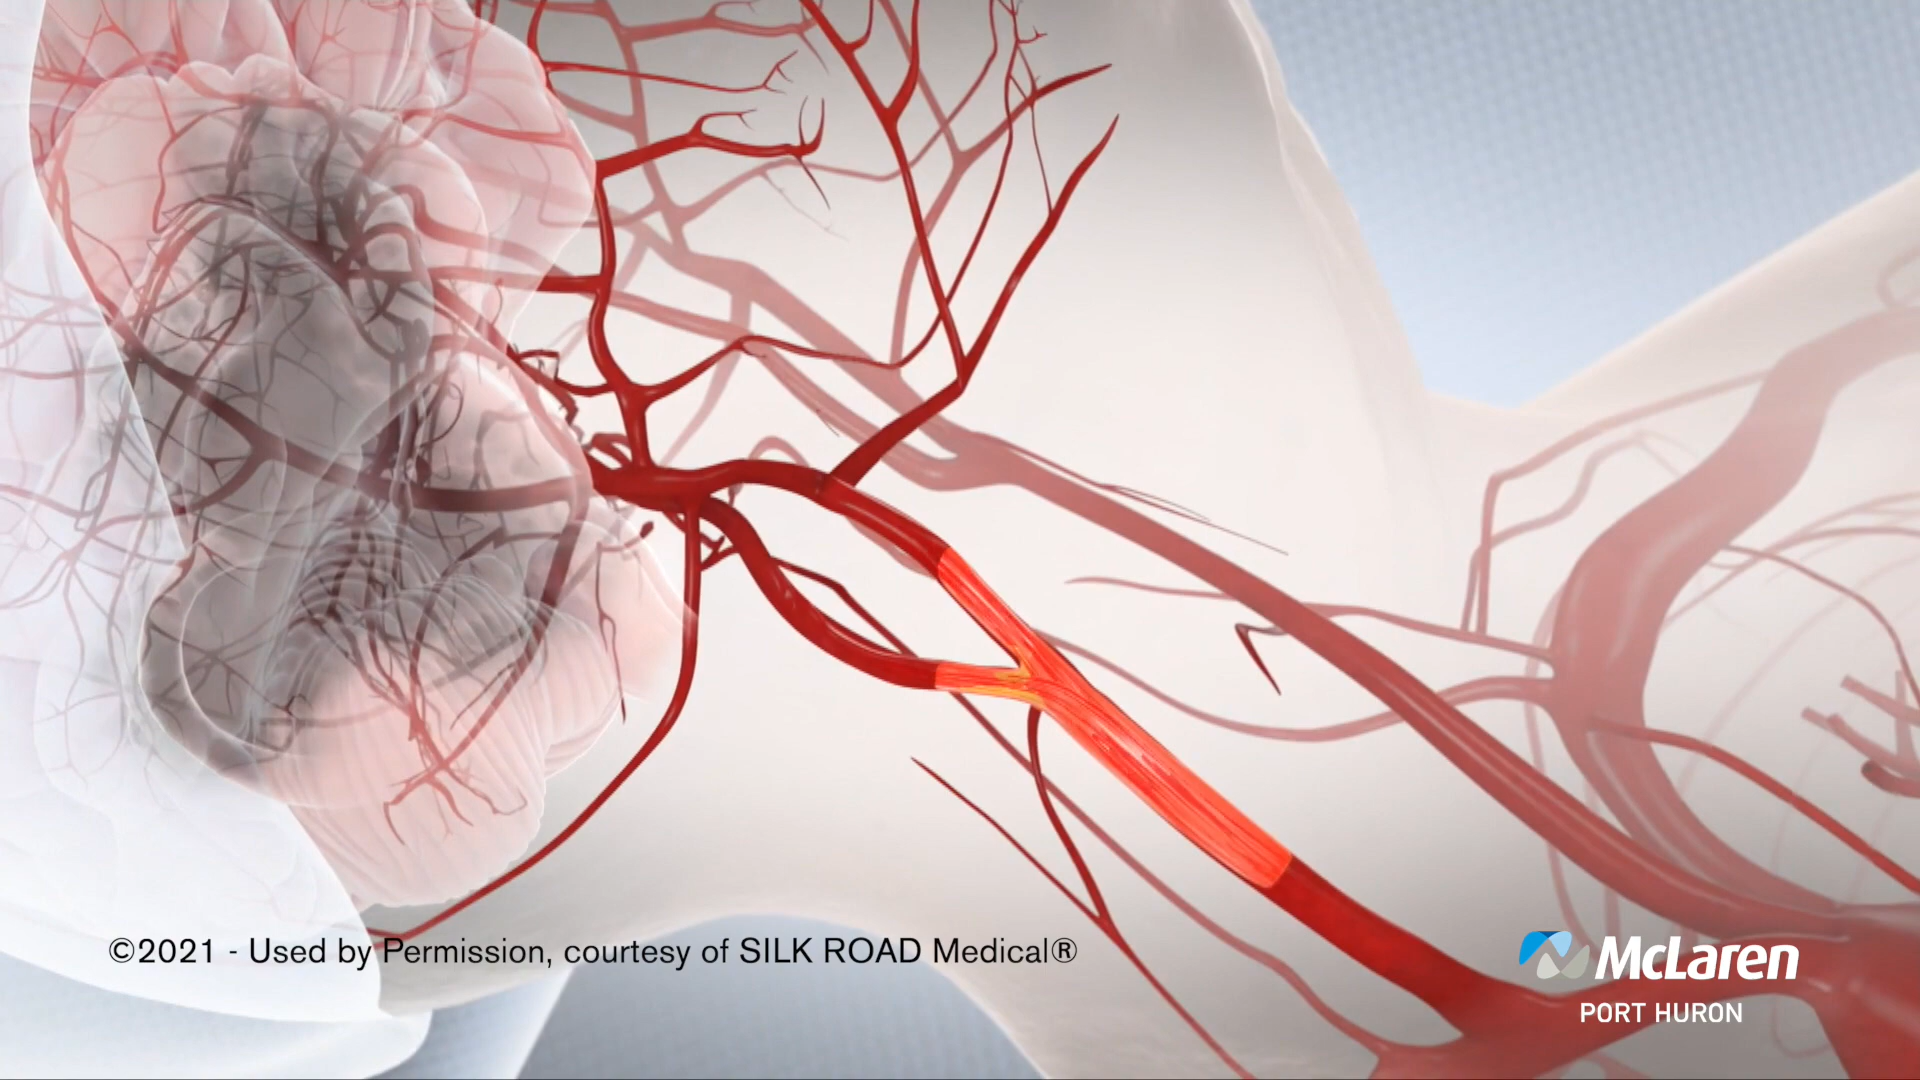 ©2021 - Used by Permission, courtesy of SILK ROAD Medical®
McLaren
PORT HURON